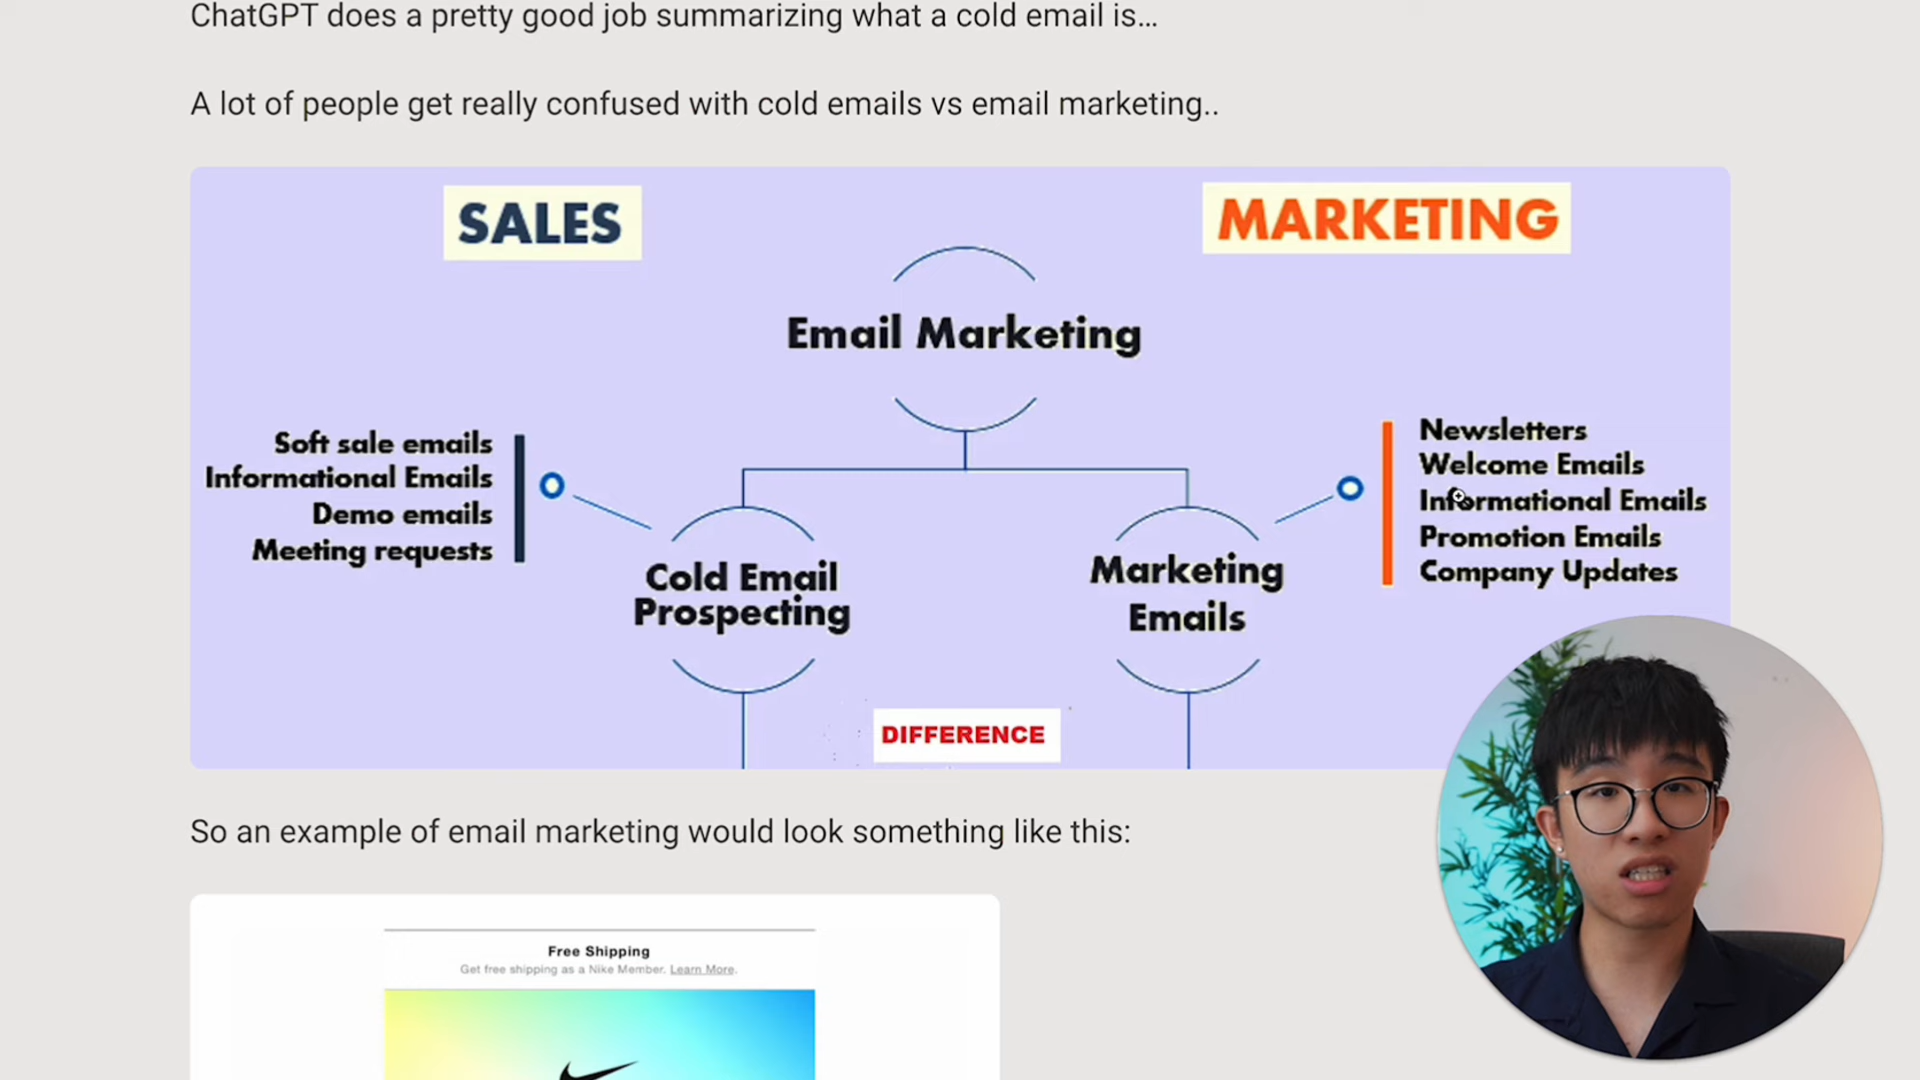 ChatGPT does a pretty good job summarizing what a cold email is...
A lot of people get really confused with cold emails vs email marketing..
SALES
MARKETING
Email Marketing
Soft sale emails
Informational Emails
Demo emails
Meeting requests
Newsletters
Welcome Emails
Informational Emails
Promotion Emails
Company Updates
Cold Email
Prospecting
Marketing
Emails
DIFFERENCE
So an example of email marketing would look something like this:
Free Shipping
Get free shipping as a Nike Member. Learn More.